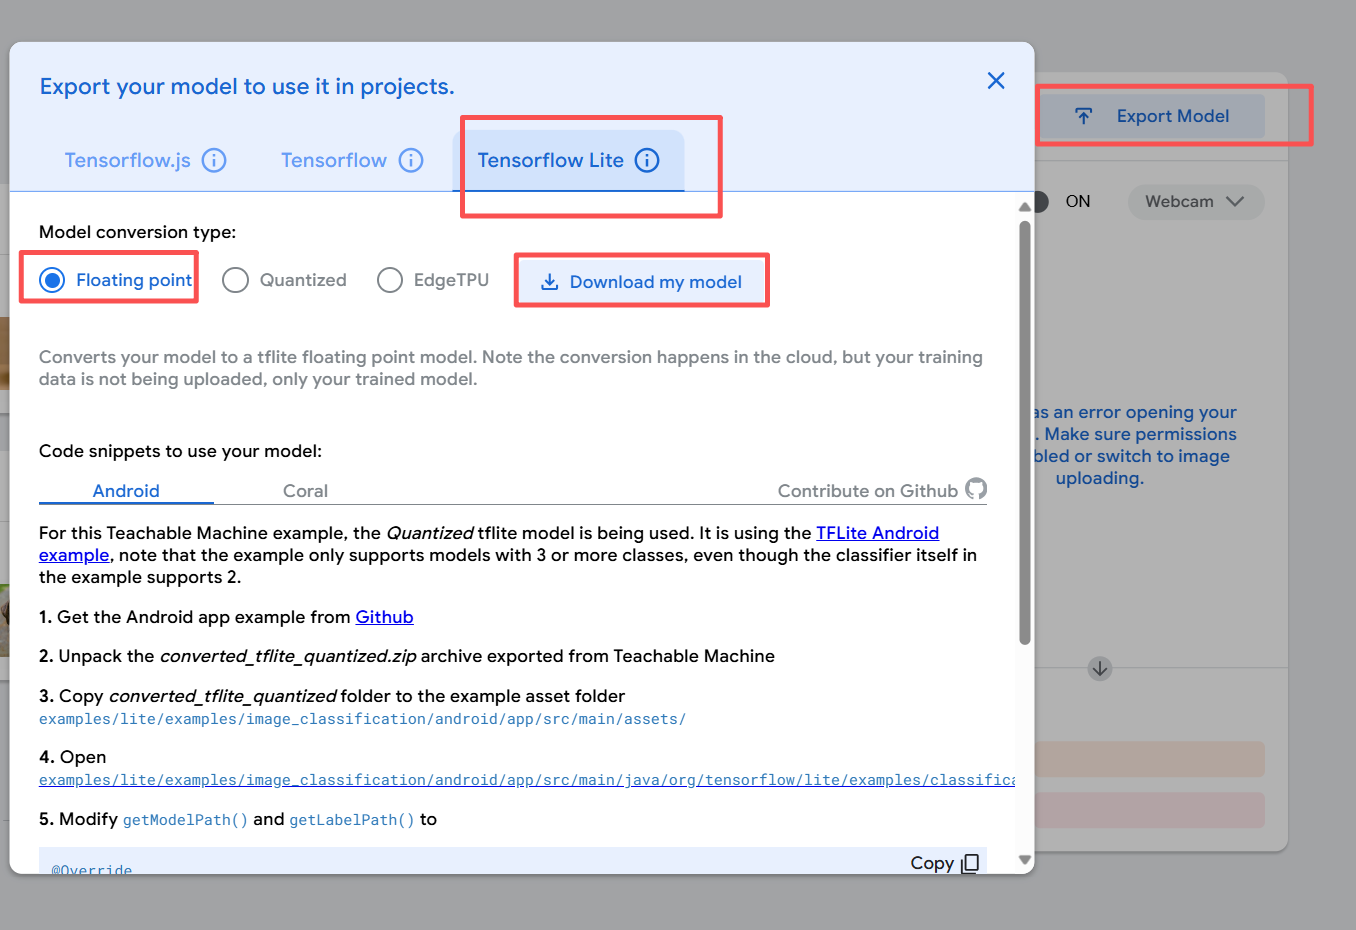 Export your model to use it in projects.
Export Model
Tensorflow.js
Tensorflow
Tensorflow Lite
ON
Webcam
Model conversion type:
Floating point
Quantized
EdgeTPU
Download my model
Converts your model to a tflite floating point model. Note the conversion happens in the cloud, but your training
data is not being uploaded, only your trained model.
an error opening your
Make sure permissions
or switch to image
uploading.
Code snippets to use your model:
Android
Coral
Contribute on Github
For this Teachable Machine example, the Quantized tflite model is being used. It is using the TFLite Android
example, note that the example only supports models with 3 or more classes, even though the classifier itself in
the example supports 2.
1. Get the Android app example from Github
2. Unpack the converted_tflite_quantized.zip archive exported from Teachable Machine
3. Copy converted_tflite_quantized folder to the example asset folder
examples/lite/examples/image_classification/android/app/src/main/assets/
4. Open
examples/lite/examples/image_classification/android/app/src/main/java/org/tensorflow/lite/examples/classifica
5. Modify getModelPath() and getLabelPath() to
@Override
Copy